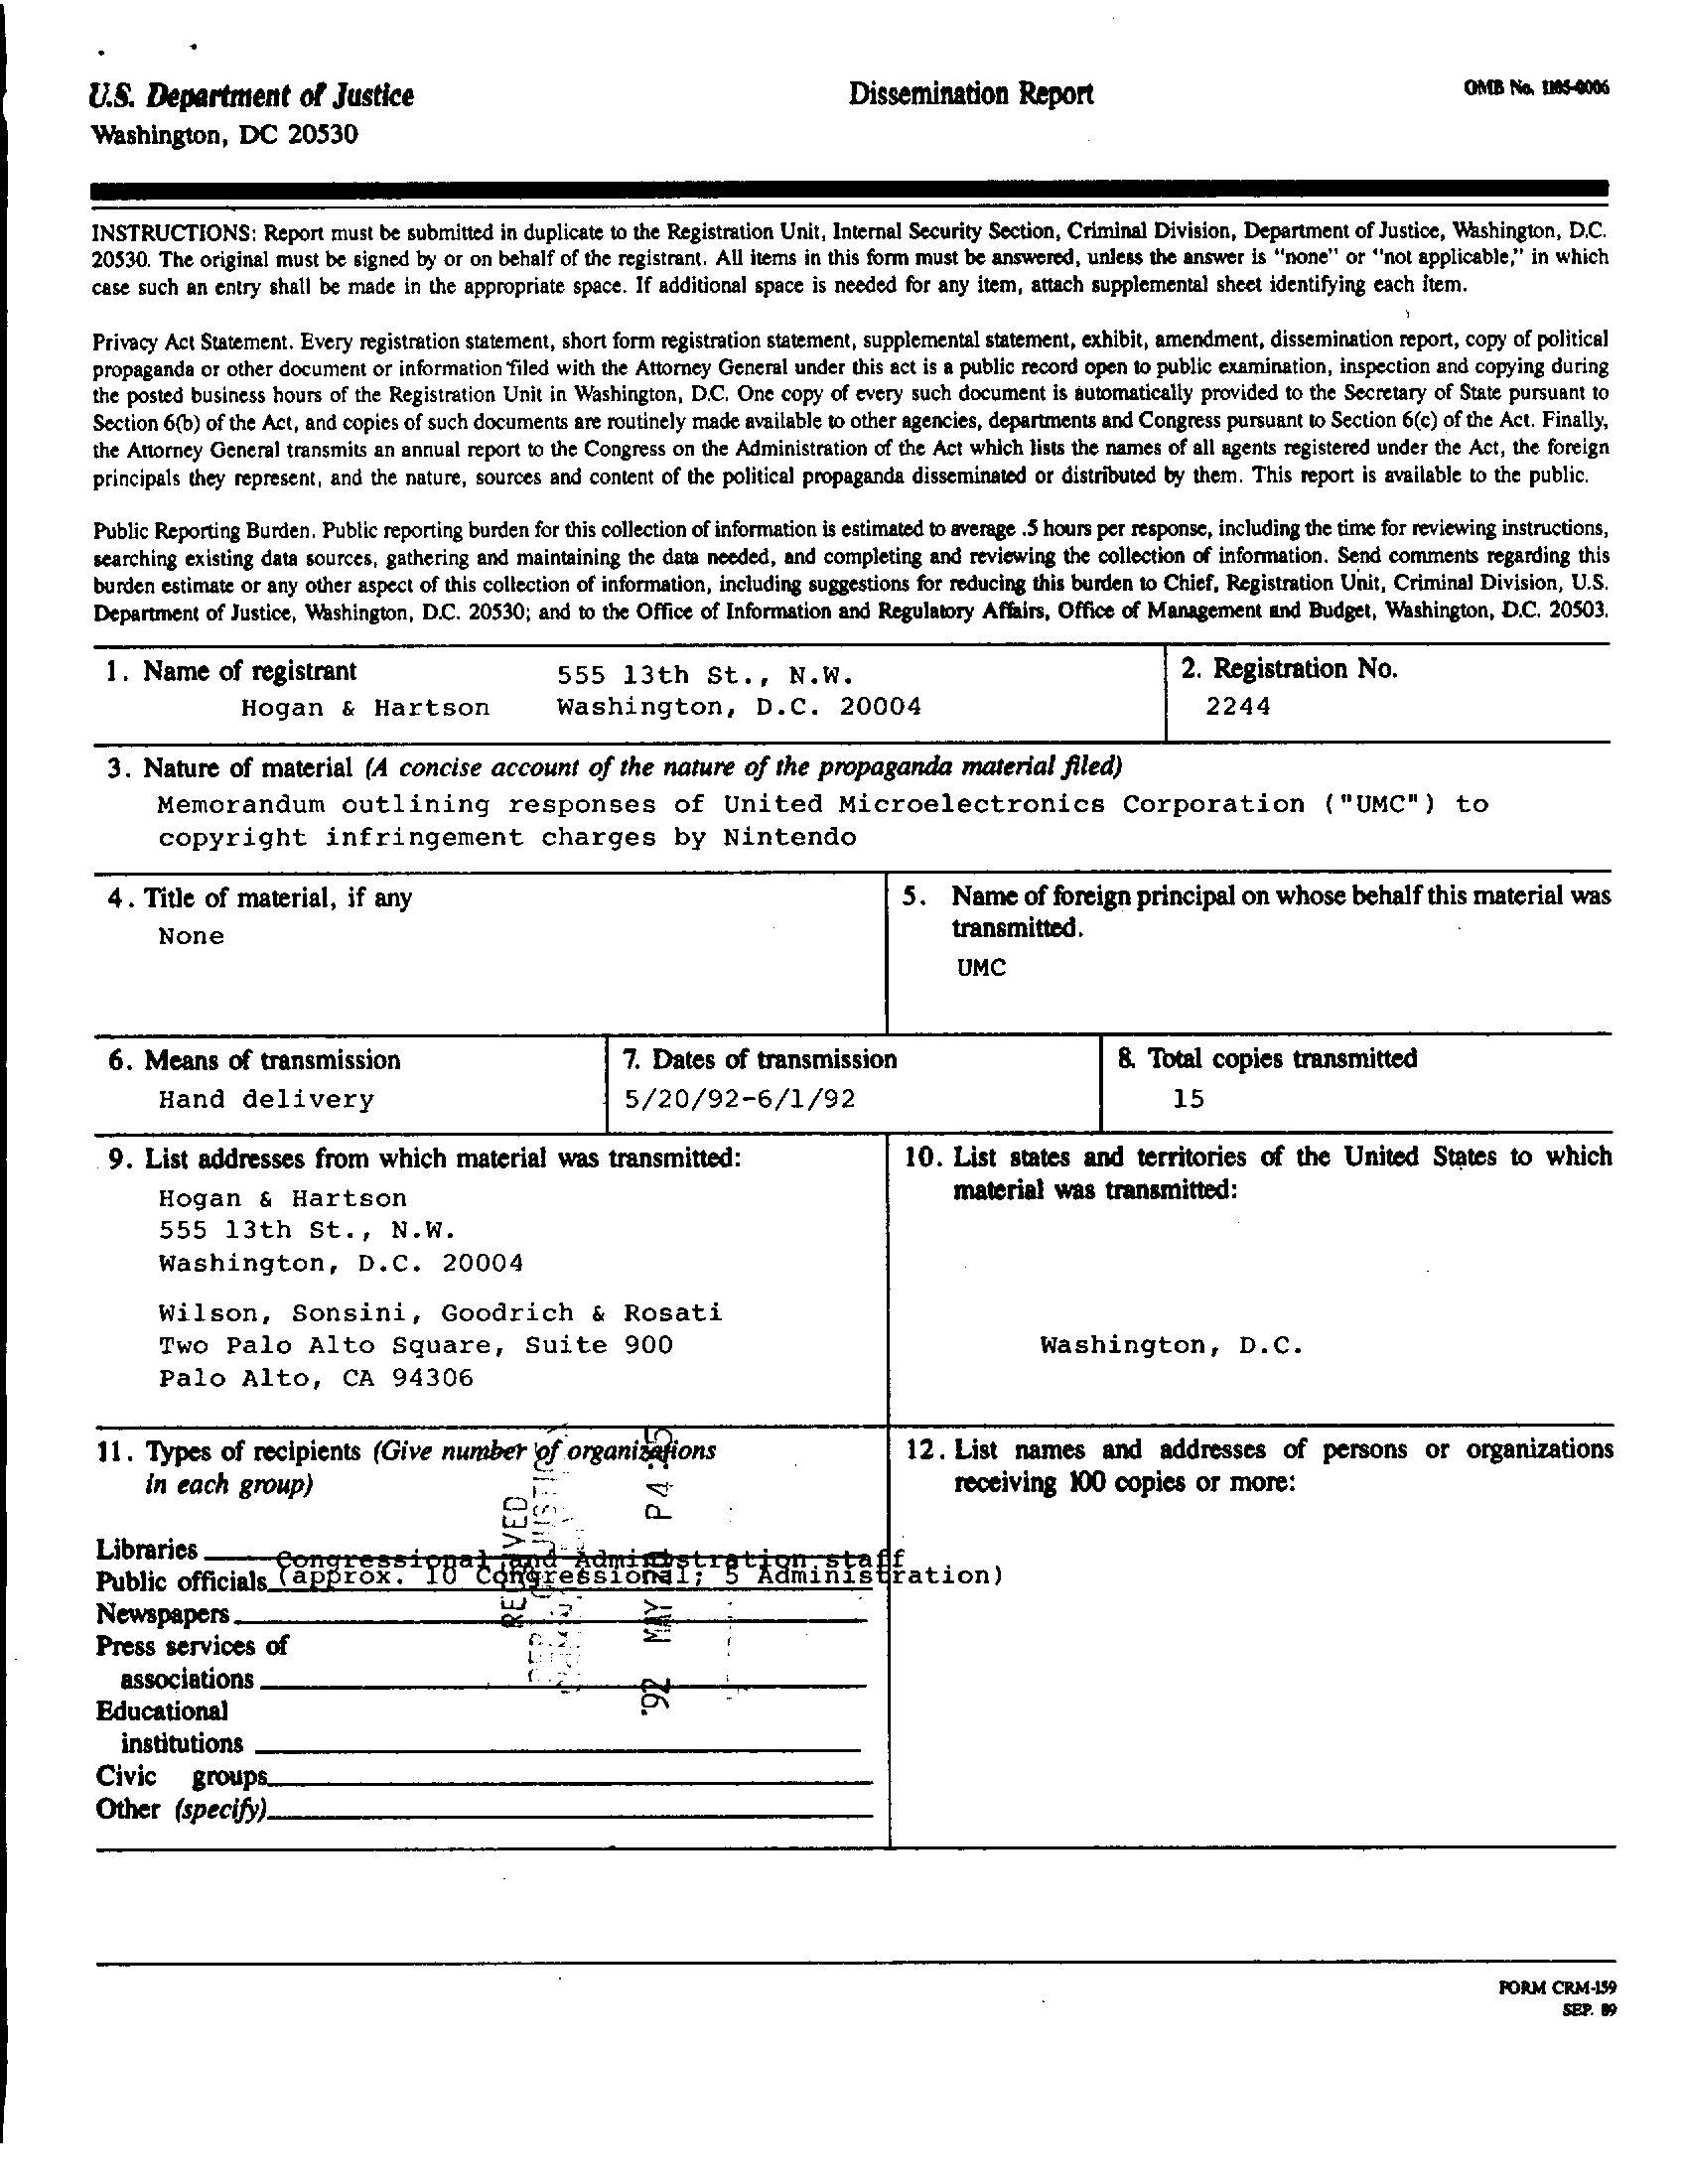 U.S. Department of Justice
Washington, DC 20530
Dissemination Report
OMB No. 1105-0006
INSTRUCTIONS: Report must be submitted in duplicate to the Registration Unit, Internal Security Section, Criminal Division, Department of Justice, Washington, D.C.
20530. The original must be signed by or on behalf of the registrant. All items in this form must be answered, unless the answer is "none" or "not applicable," in which
case such an entry shall be made in the appropriate space. If additional space is needed for any item, attach supplemental sheet identifying each item.
Privacy Act Statement. Every registration statement, short form registration statement, supplemental statement, exhibit, amendment, dissemination report, copy of political
propaganda or other document or information filed with the Attorney General under this act is a public record open to public examination, inspection and copying during
the posted business hours of the Registration Unit in Washington, D.C. One copy of every such document is automatically provided to the Secretary of State pursuant to
Section 6(b) of the Act, and copies of such documents are routinely made available to other agencies, departments and Congress pursuant to Section 6(c) of the Act. Finally,
the Attorney General transmits an annual report to the Congress on the Administration of the Act which lists the names of all agents registered under the Act, the foreign
principals they represent, and the nature, sources and content of the political propaganda disseminated or distributed by them. This report is available to the public.
Public Reporting Burden. Public reporting burden for this collection of information is estimated to average .5 hours per response, including the time for reviewing instructions,
searching existing data sources, gathering and maintaining the data needed, and completing and reviewing the collection of information. Send comments regarding this
burden estimate or any other aspect of this collection of information, including suggestions for reducing this burden to Chief, Registration Unit, Criminal Division, U.S.
Department of Justice, Washington, D.C. 20530; and to the Office of Information and Regulatory Affairs, Office of Management and Budget, Washington, D.C. 20503.
1. Name of registrant
Hogan & Hartson
555 13th St., N.W.
Washington, D.C. 20004
2. Registration No.
2244
3. Nature of material (A concise account of the nature of the propaganda material filed)
Memorandum outlining responses of United Microelectronics Corporation ("UMC") to
copyright infringement charges by Nintendo
4. Title of material, if any
None
5. Name of foreign principal on whose behalf this material was
transmitted.
UMC
6. Means of transmission
Hand delivery
7. Dates of transmission
5/20/92-6/1/92
8. Total copies transmitted
15
9. List addresses from which material was transmitted:
Hogan & Hartson
555 13th St., N.W.
Washington, D.C. 20004
Wilson, Sonsini, Goodrich & Rosati
Two Palo Alto Square, Suite 900
Palo Alto, CA 94306
10. List states and territories of the United States to which
material was transmitted:
Washington, D.C.
11. Types of recipients (Give number of organizations
in each group)
Libraries
Congressional and Administration staff
Public officials (approx. 10 Congressional; 5 Administration)
Newspapers
Press services of
associations
Educational
institutions
Civic groups
Other (specify)
RECEIVED
'92 MAY P4
12. List names and addresses of persons or organizations
receiving 100 copies or more:
FORM CRM-159
SEP. 89